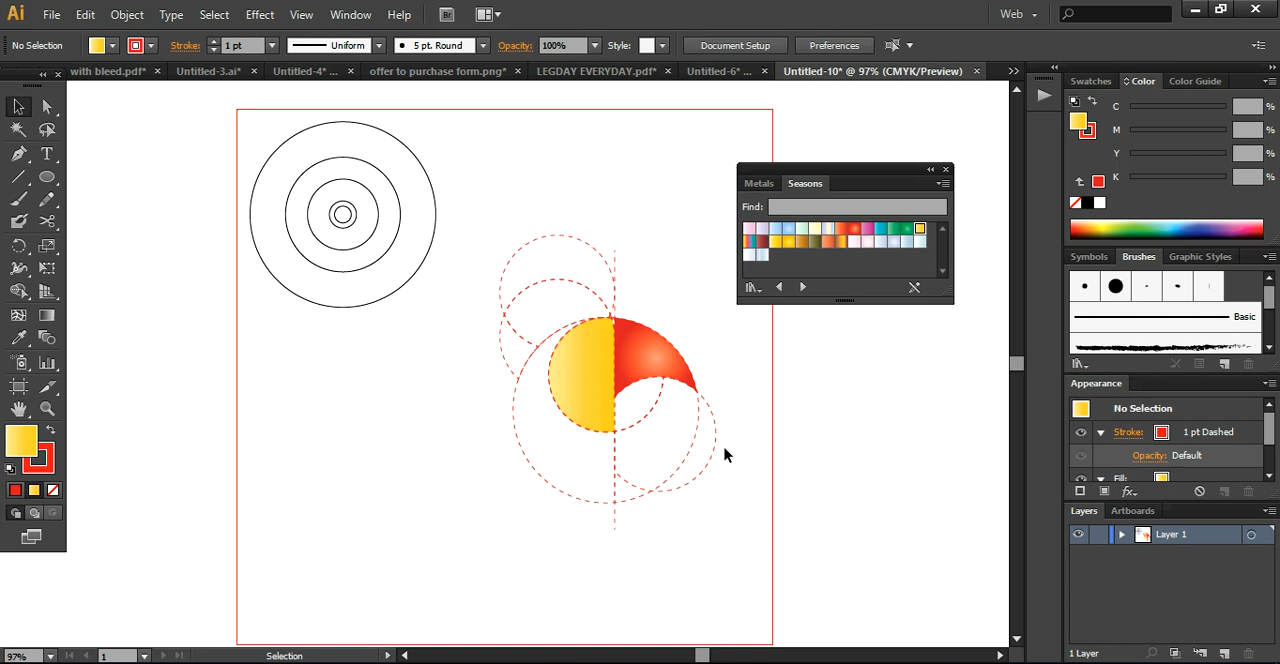 Ai File Edit Object Type Select Effect View Window Help Br Web
No Selection Stroke: 1 pt Uniform 5 pt. Round Opacity: 100% Style: Document Setup Preferences
with bleed.pdf* × Untitled-3.ai* × Untitled-4* ... × offer to purchase form.png* × LEGDAY EVERYDAY.pdf* × Untitled-6* ... × Untitled-10* @ 97% (CMYK/Preview) ×
Swatches Color Color Guide
C %
M %
Y %
K %
Metals Seasons
Find:
Symbols Brushes Graphic Styles
Basic
Appearance
No Selection
Stroke: 1 pt Dashed
Opacity: Default
Fill:
fx
Layers Artboards
Layer 1
1 Layer
97% 1 Selection